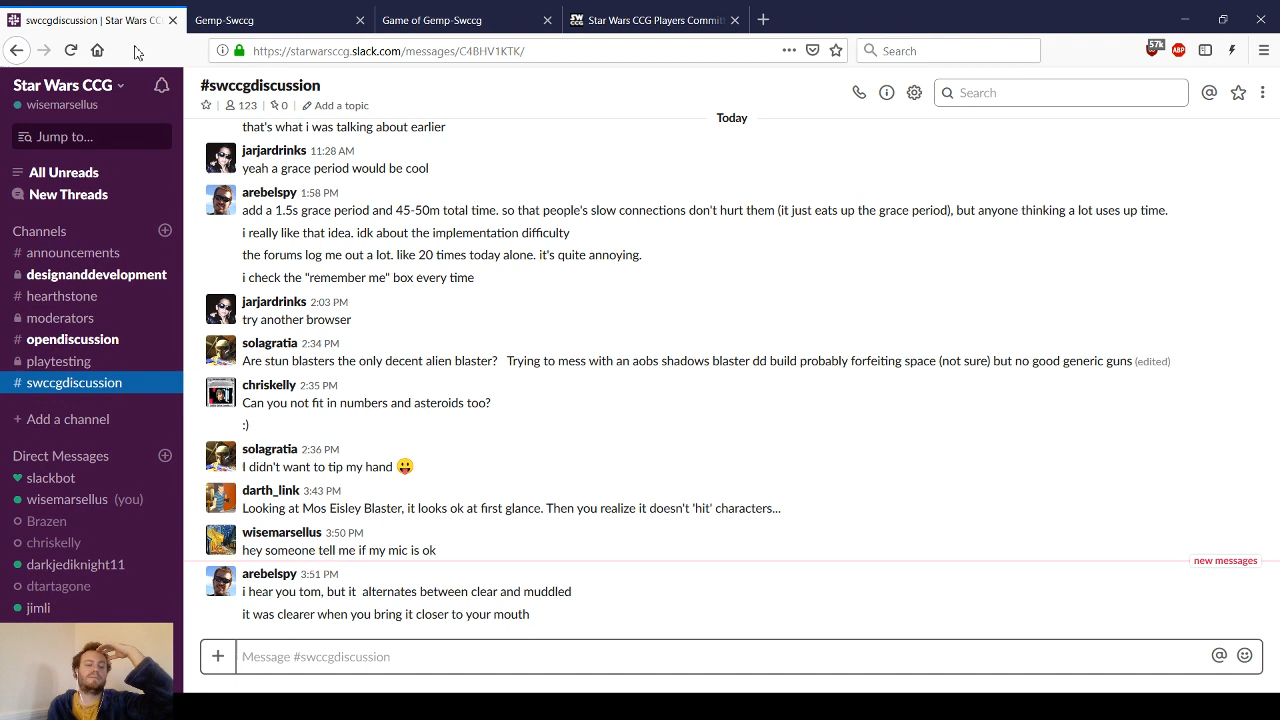 swccgdiscussion | Star Wars CC
Gemp-Swccg
Game of Gemp-Swccg
SW CCG
Star Wars CCG Players Commit
https://starwarsccg.slack.com/messages/C4BHV1KTK/
Search
57k
ABP
Star Wars CCG
wisemarsellus
Jump to...
All Unreads
New Threads
Channels
# announcements
designanddevelopment
# hearthstone
moderators
# opendiscussion
playtesting
# swccgdiscussion
+ Add a channel
Direct Messages
slackbot
wisemarsellus (you)
Brazen
chriskelly
darkjediknight11
dtartagone
jimli
#swccgdiscussion
123
0
Add a topic
Search
Today
that's what i was talking about earlier
jarjardrinks 11:28 AM
yeah a grace period would be cool
arebelspy 1:58 PM
add a 1.5s grace period and 45-50m total time. so that people's slow connections don't hurt them (it just eats up the grace period), but anyone thinking a lot uses up time.
i really like that idea. idk about the implementation difficulty
the forums log me out a lot. like 20 times today alone. it's quite annoying.
i check the "remember me" box every time
jarjardrinks 2:03 PM
try another browser
solagratia 2:34 PM
Are stun blasters the only decent alien blaster? Trying to mess with an aobs shadows blaster dd build probably forfeiting space (not sure) but no good generic guns (edited)
chriskelly 2:35 PM
Can you not fit in numbers and asteroids too?
:)
solagratia 2:36 PM
I didn't want to tip my hand
darth_link 3:43 PM
Looking at Mos Eisley Blaster, it looks ok at first glance. Then you realize it doesn't 'hit' characters...
wisemarsellus 3:50 PM
hey someone tell me if my mic is ok
new messages
arebelspy 3:51 PM
i hear you tom, but it alternates between clear and muddled
it was clearer when you bring it closer to your mouth
Message #swccgdiscussion